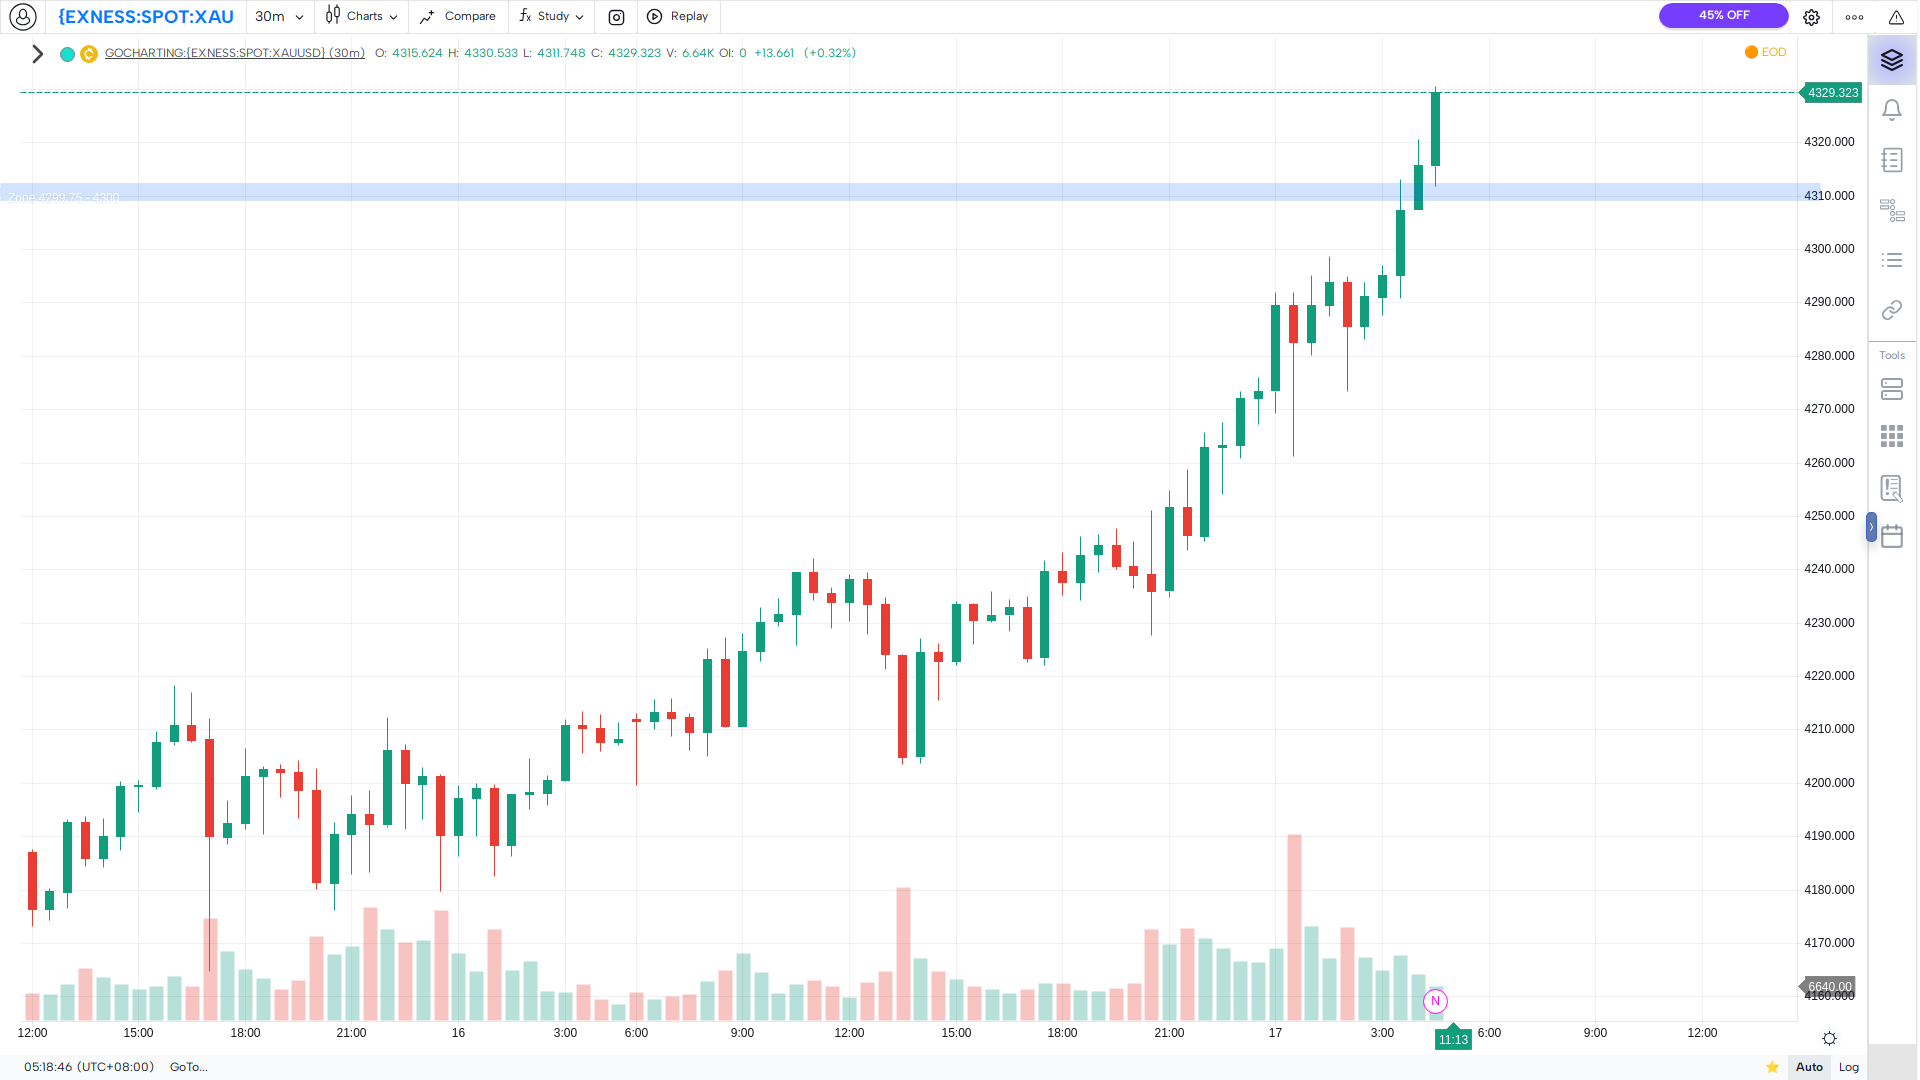 {EXNESS:SPOT:XAU 30m Charts Compare fx Study Replay 45% OFF
GOCHARTING:{EXNESS:SPOT:XAUUSD} (30m) O: 4315.624 H: 4330.533 L: 4311.748 C: 4329.323 V: 6.64K OI: 0 +13.661 (+0.32%) EOD
4329.323
4320.000
Zone 4299.75 - 4300
4310.000
4300.000
4290.000
4280.000
4270.000
4260.000
4250.000
4240.000
4230.000
4220.000
4210.000
4200.000
4190.000
4180.000
4170.000
6640.00
4160.000
Tools
N
12:00 15:00 18:00 21:00 16 3:00 6:00 9:00 12:00 15:00 18:00 21:00 17 3:00 6:00 9:00 12:00
11:13
05:18:46 (UTC+08:00) GoTo... Auto Log